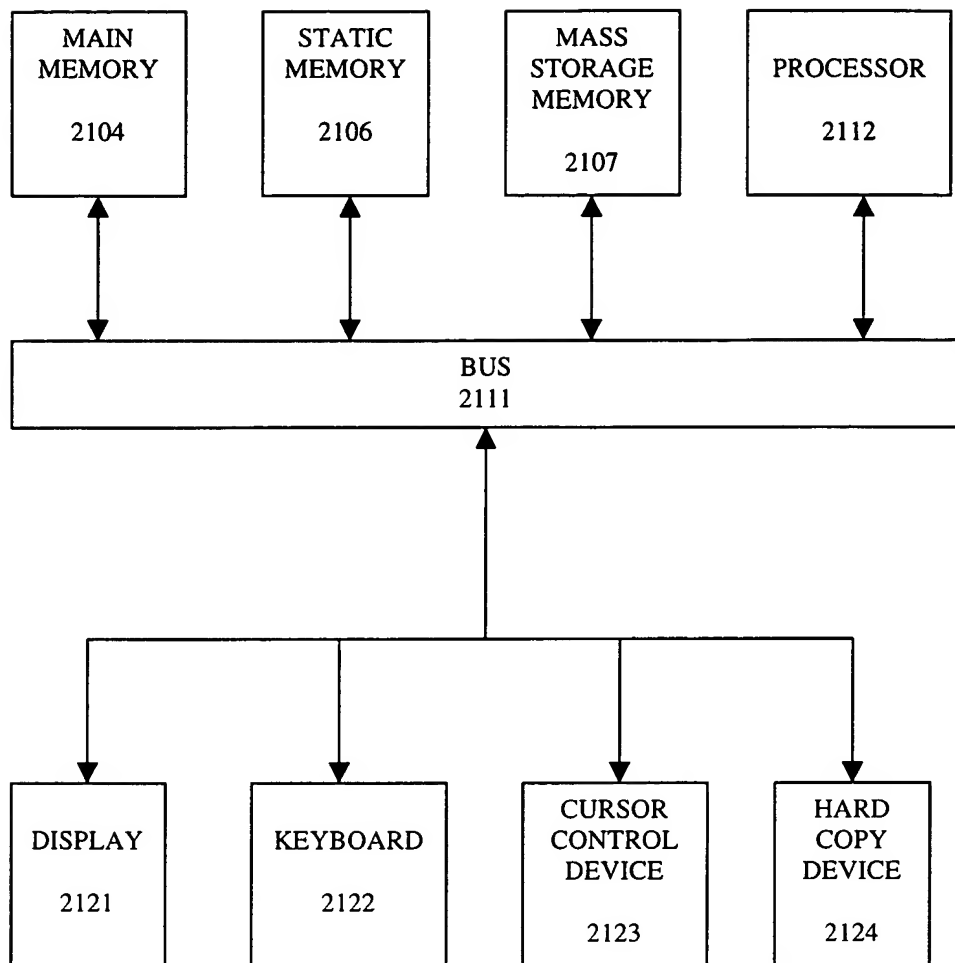 MAIN
MEMORY
2104
STATIC
MEMORY
2106
MASS
STORAGE
MEMORY
2107
PROCESSOR
2112
BUS
2111
DISPLAY
2121
KEYBOARD
2122
CURSOR
CONTROL
DEVICE
2123
HARD
COPY
DEVICE
2124